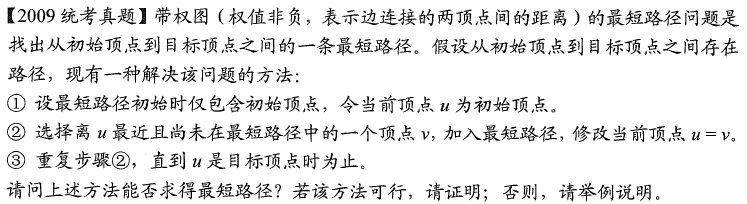 【2009 统考真题】带权图（权值非负，表示边连接的两顶点间的距离）的最短路径问题是
找出从初始顶点到目标顶点之间的一条最短路径。假设从初始顶点到目标顶点之间存在
路径，现有一种解决该问题的方法：
① 设最短路径初始时仅包含初始顶点，令当前顶点 u 为初始顶点。
② 选择离 u 最近且尚未在最短路径中的一个顶点 v，加入最短路径，修改当前顶点 u = v。
③ 重复步骤②，直到 u 是目标顶点时为止。
请问上述方法能否求得最短路径？若该方法可行，请证明；否则，请举例说明。